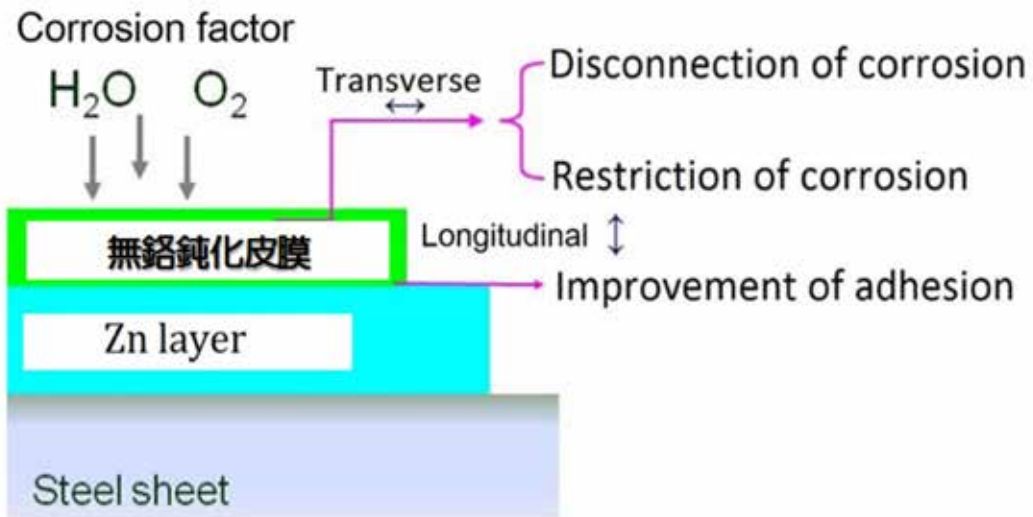 Corrosion factor
H₂O O₂
Transverse
Disconnection of corrosion
Restriction of corrosion
無鉻鈍化皮膜
Longitudinal
Improvement of adhesion
Zn layer
Steel sheet